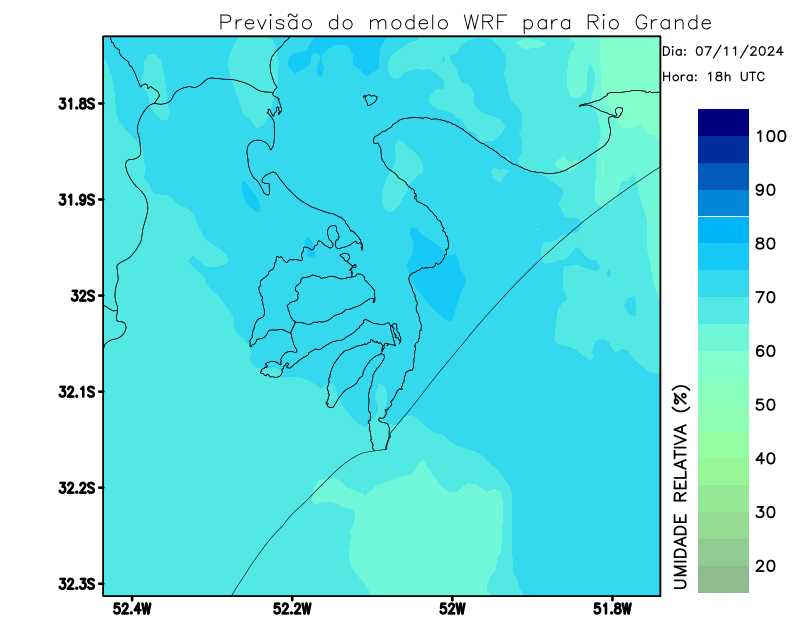 Previsão do modelo WRF para Rio Grande
Dia: 07/11/2024
Hora: 18h UTC
31.8S
31.9S
32S
32.1S
32.2S
32.3S
52.4W
52.2W
52W
51.8W
100
90
80
70
60
50
40
30
20
UMIDADE RELATIVA (%)